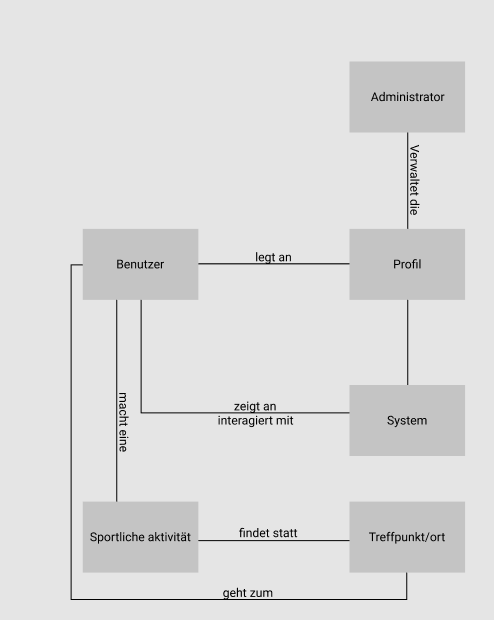 Administrator
Verwaltet die
Benutzer
legt an
Profil
macht eine
zeigt an
interagiert mit
System
Sportliche aktivität
findet statt
Treffpunkt/ort
geht zum